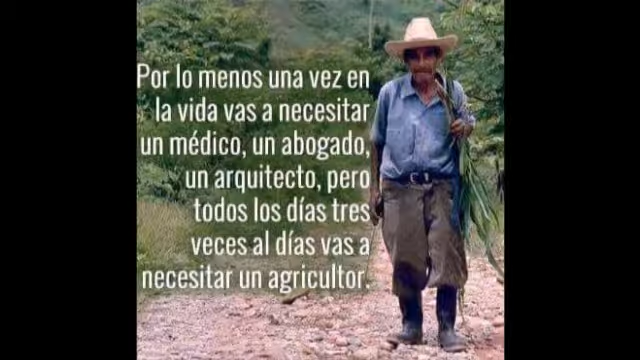 Por lo menos una vez en
la vida vas a necesitar
un médico, un abogado,
un arquitecto, pero
todos los días tres
veces al días vas a
necesitar un agricultor.